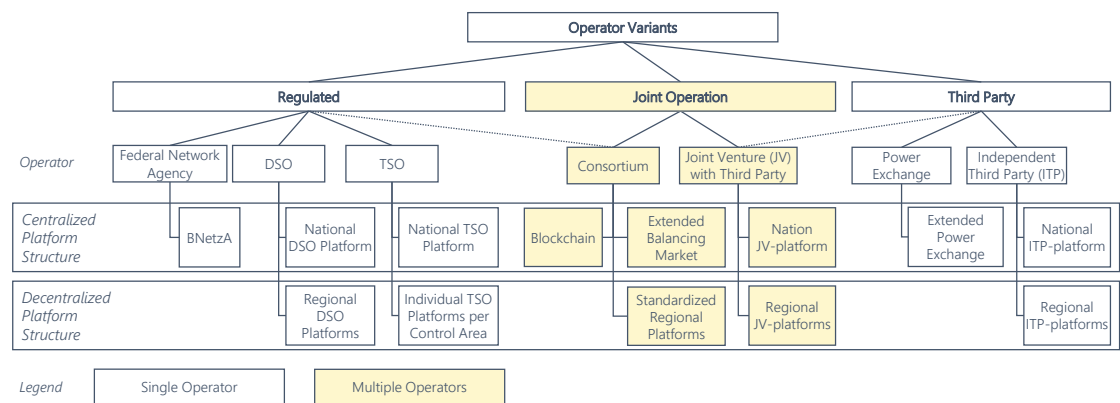 Operator Variants
Regulated
Joint Operation
Third Party
Operator
Federal Network
Agency
DSO
TSO
Consortium
Joint Venture (JV)
with Third Party
Power
Exchange
Independent
Third Party (ITP)
Centralized
Platform
Structure
BNetzA
National
DSO Platform
National TSO
Platform
Blockchain
Extended
Balancing
Market
Nation
JV-platform
Extended
Power
Exchange
National
ITP-platform
Decentralized
Platform
Structure
Regional
DSO
Platforms
Individual TSO
Platforms per
Control Area
Standardized
Regional
Platforms
Regional
JV-platforms
Regional
ITP-platforms
Legend
Single Operator
Multiple Operators